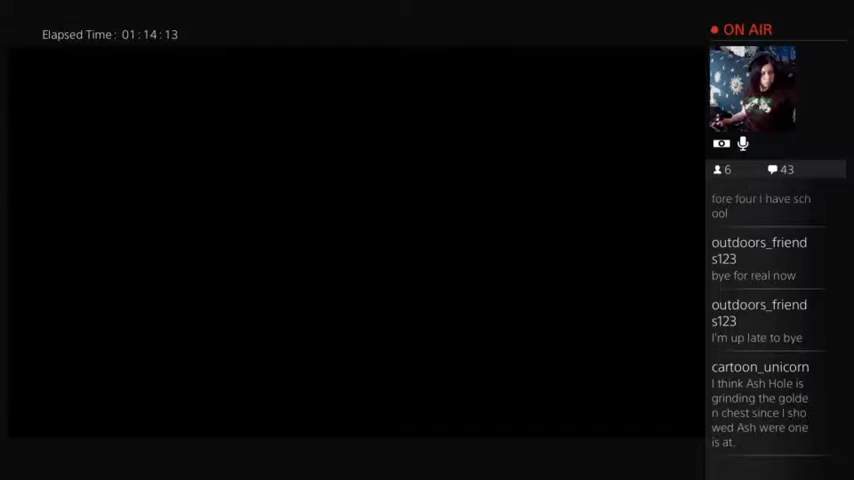 Elapsed Time: 01:14:13
ON AIR
6 43
fore four I have sch
ool
outdoors_friend
s123
bye for real now
outdoors_friend
s123
I'm up late to bye
cartoon_unicorn
I think Ash Hole is
grinding the golde
n chest since I sho
wed Ash were one
is at.